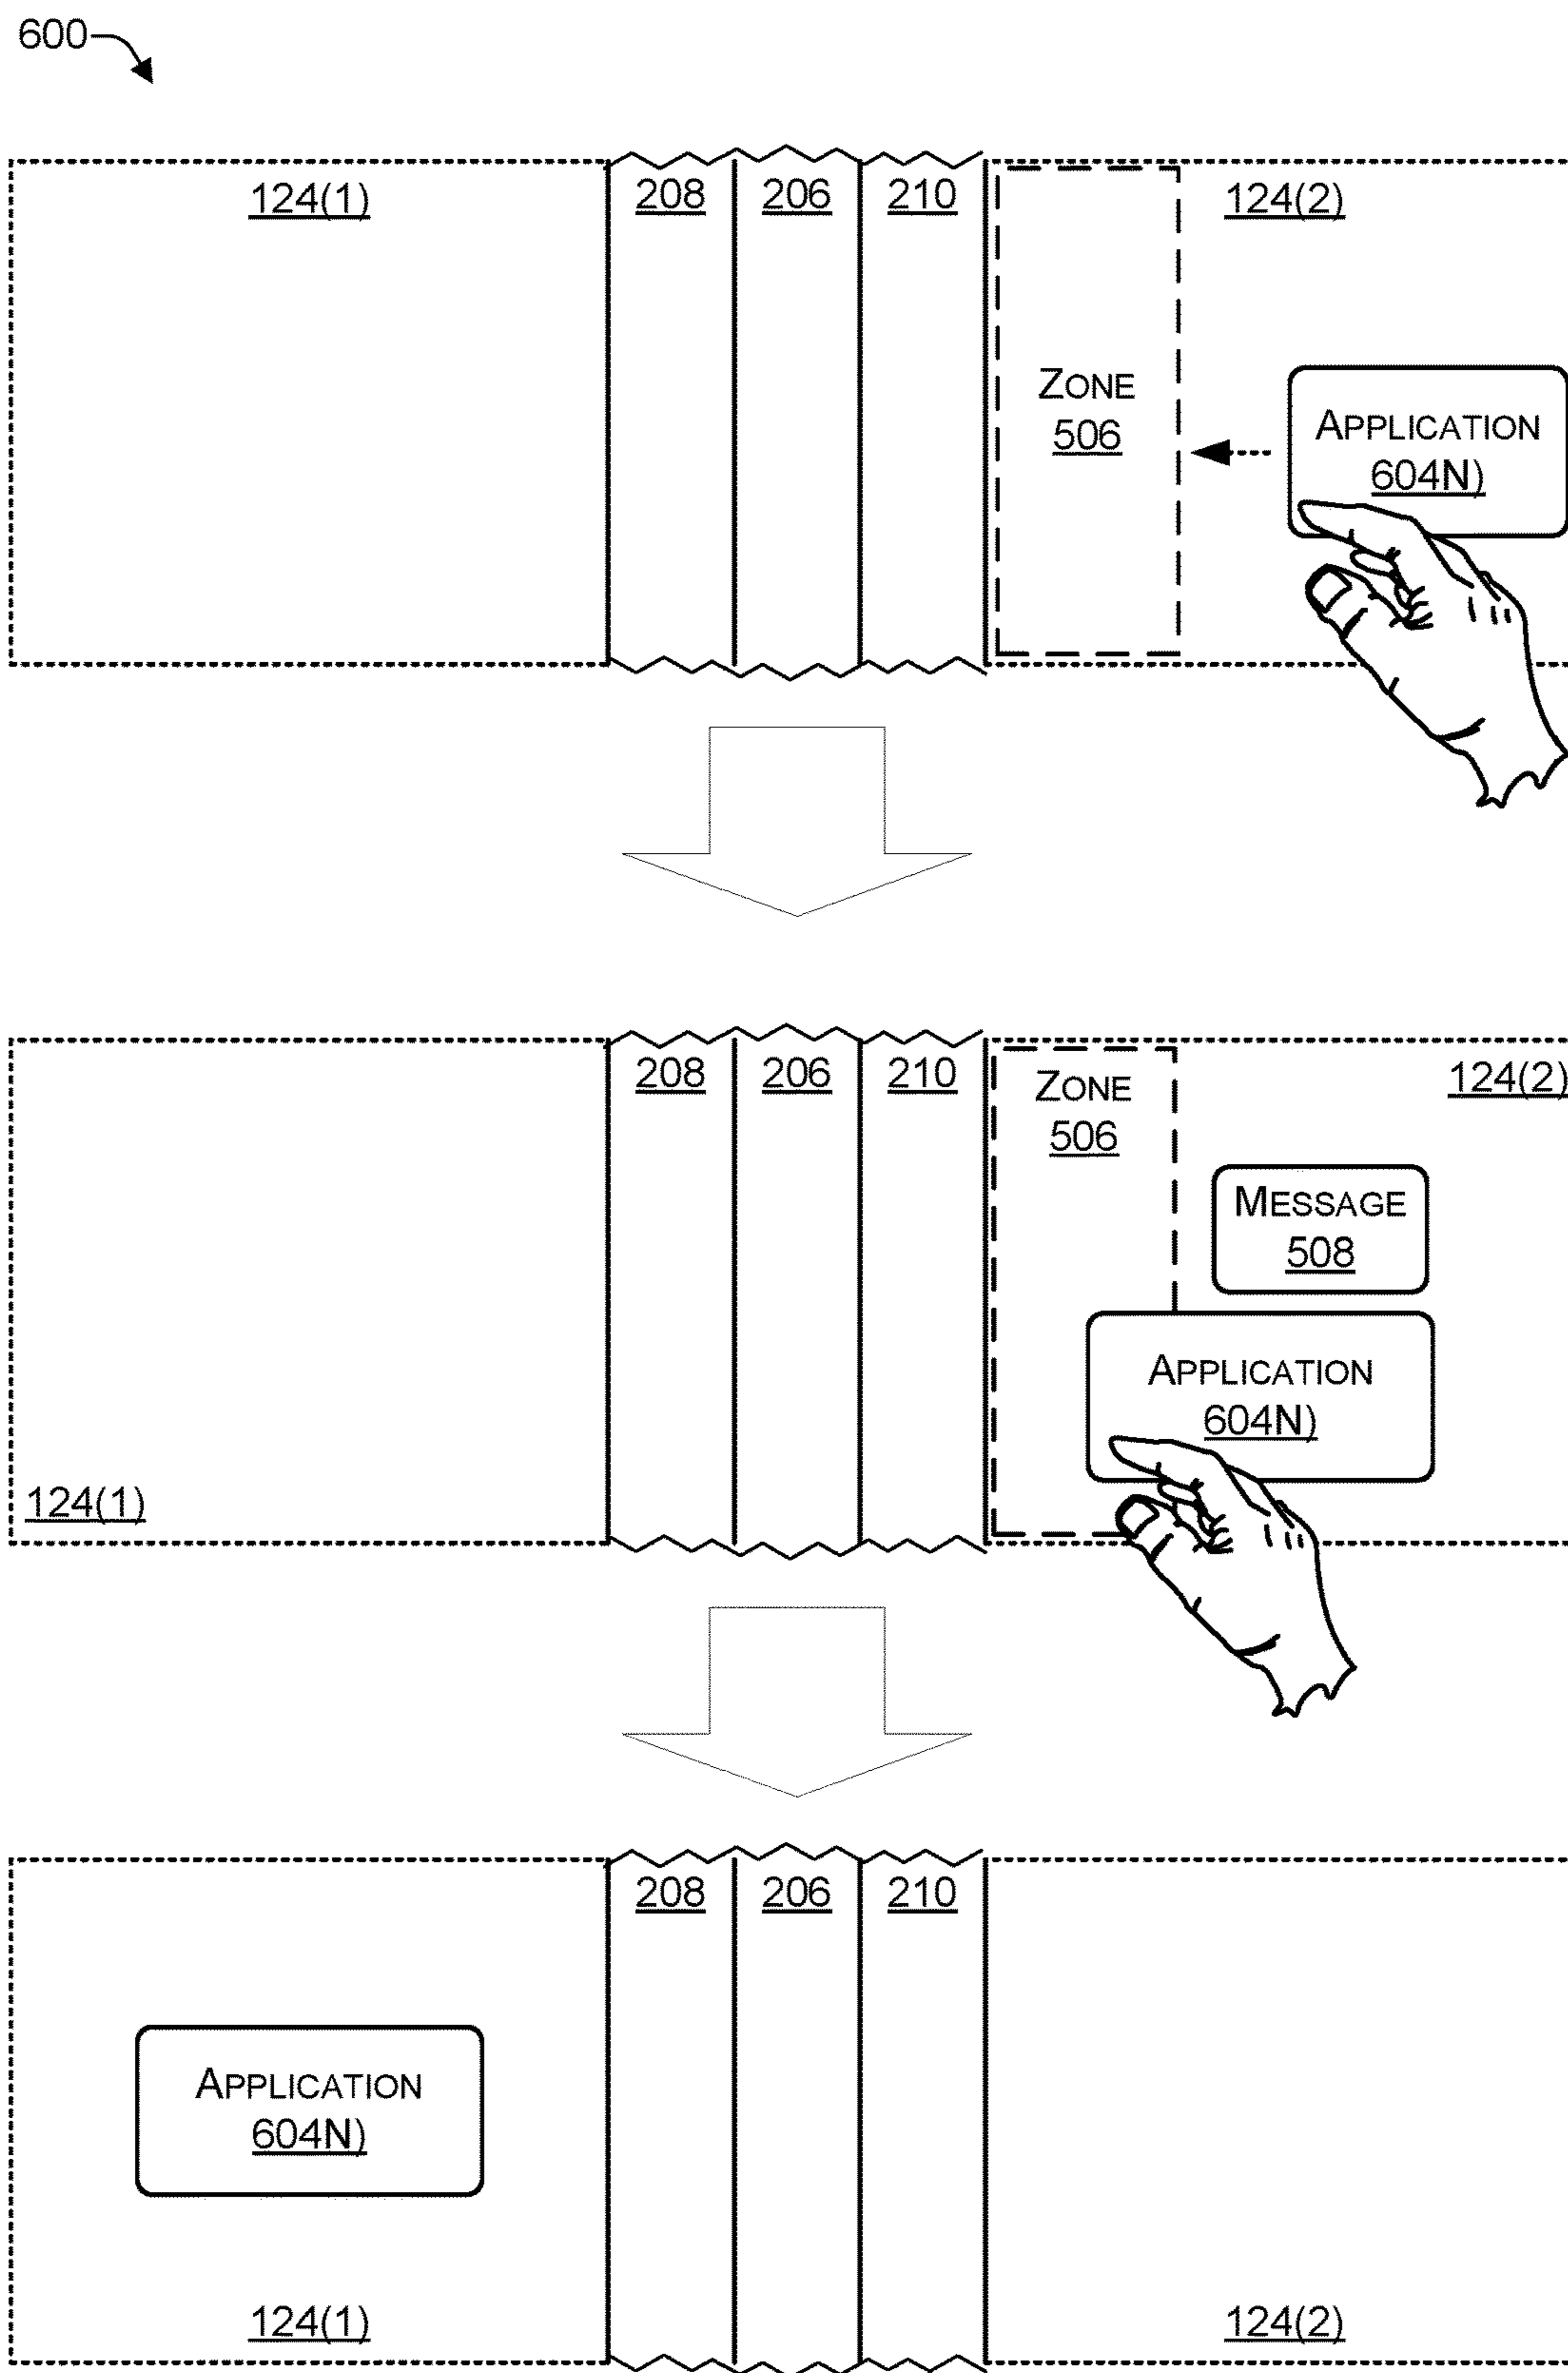 600
124(1)
208
206
210
124(2)
ZONE
506
APPLICATION
604N)
208
206
210
ZONE
506
124(2)
MESSAGE
508
APPLICATION
604N)
124(1)
208
206
210
APPLICATION
604N)
124(1)
124(2)